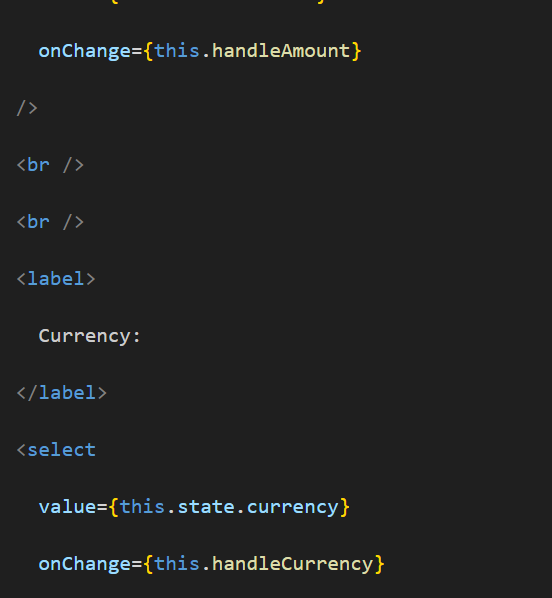 onChange={this.handleAmount}
/>
<br />
<br />
<label>
Currency:
</label>
<select
value={this.state.currency}
onChange={this.handleCurrency}